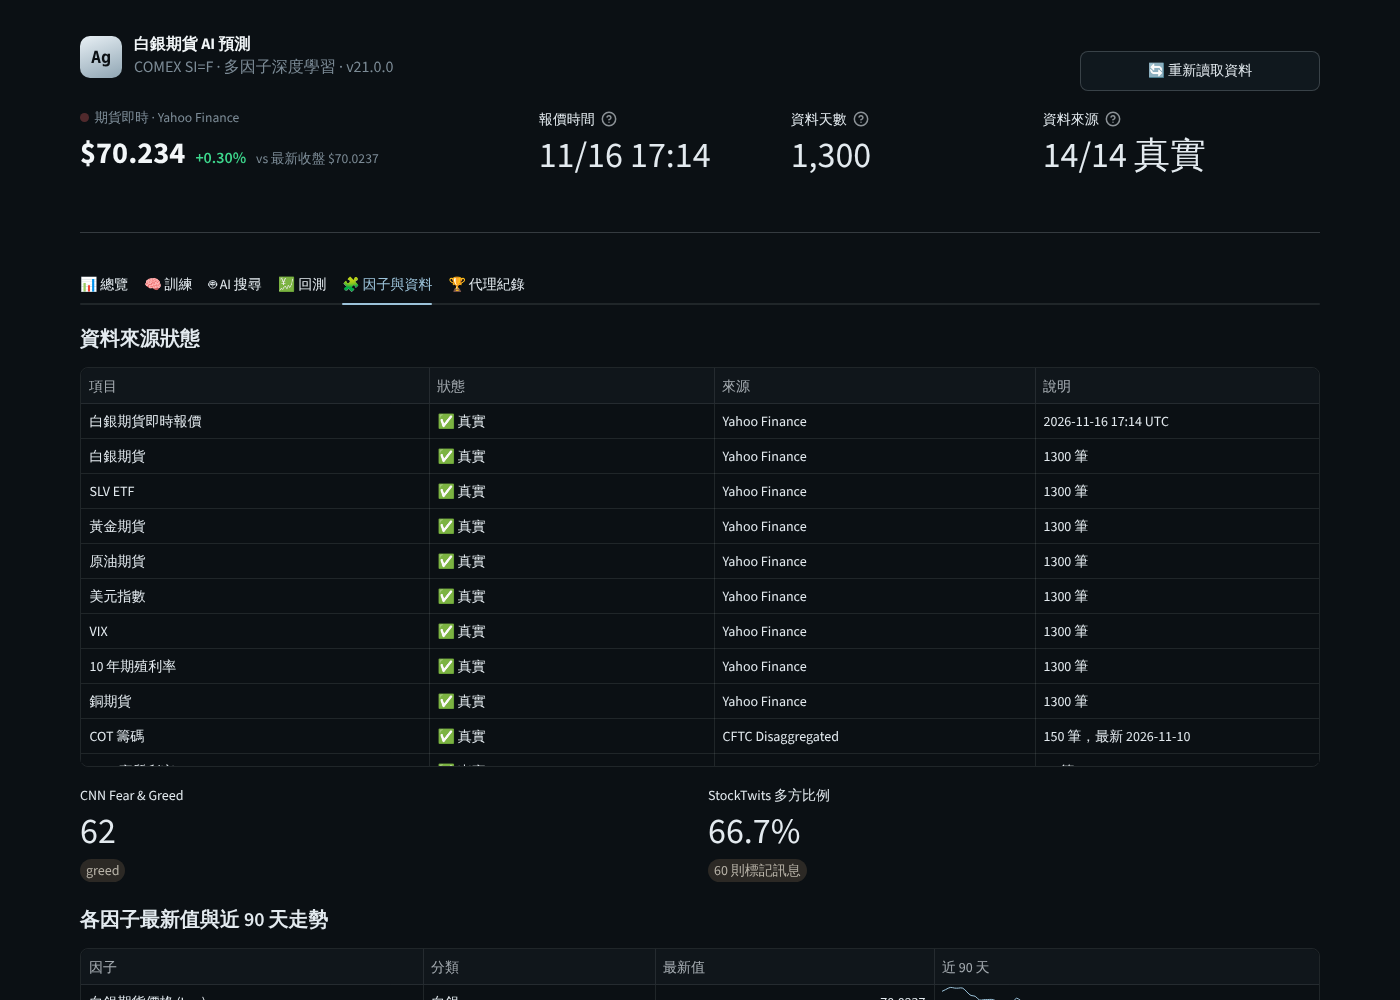 Ag
白銀期貨 AI 預測
COMEX SI=F · 多因子深度學習 · v21.0.0
🔄 重新讀取資料
期貨即時 · Yahoo Finance
$70.234 +0.30% vs 最新收盤 $70.0237
報價時間
11/16 17:14
資料天數
1,300
資料來源
14/14 真實
📊 總覽 🧠 訓練 AI 搜尋 💹 回測 🧩 因子與資料 🏆 代理紀錄
資料來源狀態
項目 狀態 來源 說明
白銀期貨即時報價 ✅ 真實 Yahoo Finance 2026-11-16 17:14 UTC
白銀期貨 ✅ 真實 Yahoo Finance 1300 筆
SLV ETF ✅ 真實 Yahoo Finance 1300 筆
黃金期貨 ✅ 真實 Yahoo Finance 1300 筆
原油期貨 ✅ 真實 Yahoo Finance 1300 筆
美元指數 ✅ 真實 Yahoo Finance 1300 筆
VIX ✅ 真實 Yahoo Finance 1300 筆
10 年期殖利率 ✅ 真實 Yahoo Finance 1300 筆
銅期貨 ✅ 真實 Yahoo Finance 1300 筆
COT 籌碼 ✅ 真實 CFTC Disaggregated 150 筆，最新 2026-11-10
CNN Fear & Greed
62
greed
StockTwits 多方比例
66.7%
60 則標記訊息
各因子最新值與近 90 天走勢
因子 分類 最新值 近 90 天